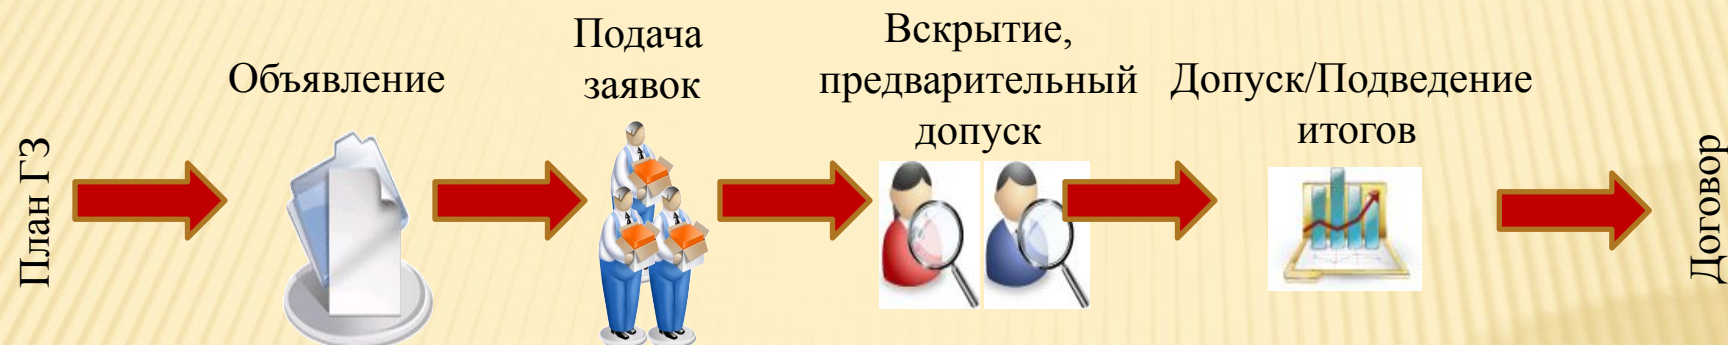 План ГЗ
Объявление
Подача
заявок
Вскрытие,
предварительный
допуск
Допуск/Подведение
итогов
Договор